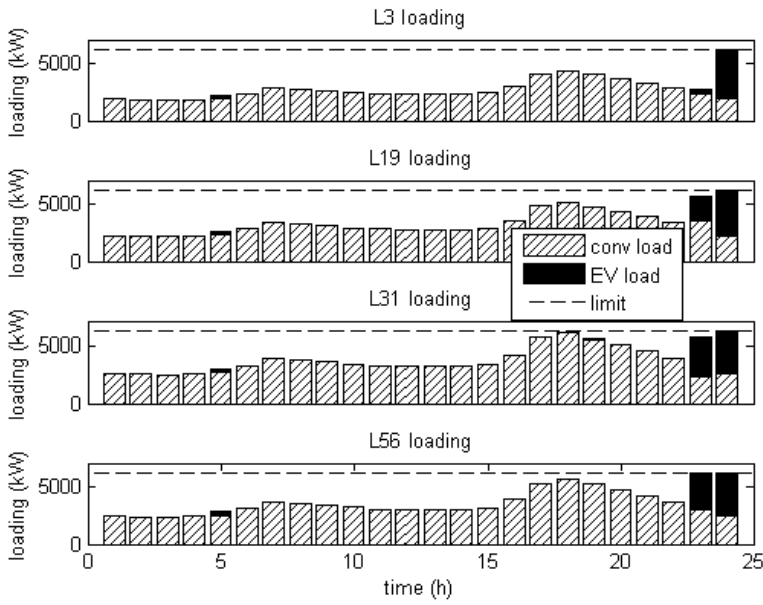 L3 loading
loading (kW)
5000
0
L19 loading
loading (kW)
5000
0
conv load
EV load
limit
L31 loading
loading (kW)
5000
0
L56 loading
loading (kW)
5000
0
0 5 10 15 20 25
time (h)